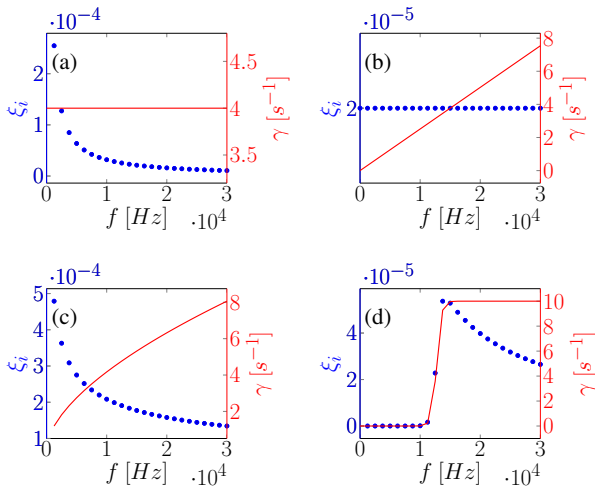 ·10⁻⁴ ·10⁻⁵
(a) (b)
2 4.5 8
6
ξᵢ 1 4 γ [s⁻¹] ξᵢ 2 4 γ [s⁻¹]
2
0 3.5 0
0 1 2 3 0 1 2 3
f [Hz] ·10⁴ f [Hz] ·10⁴
·10⁻⁴ ·10⁻⁵
(c) (d)
5 8 10
4 6 4 8
ξᵢ 3 4 γ [s⁻¹] ξᵢ 2 6 γ [s⁻¹]
2 2 4
2
1 0 0
0 1 2 3 0 1 2 3
f [Hz] ·10⁴ f [Hz] ·10⁴